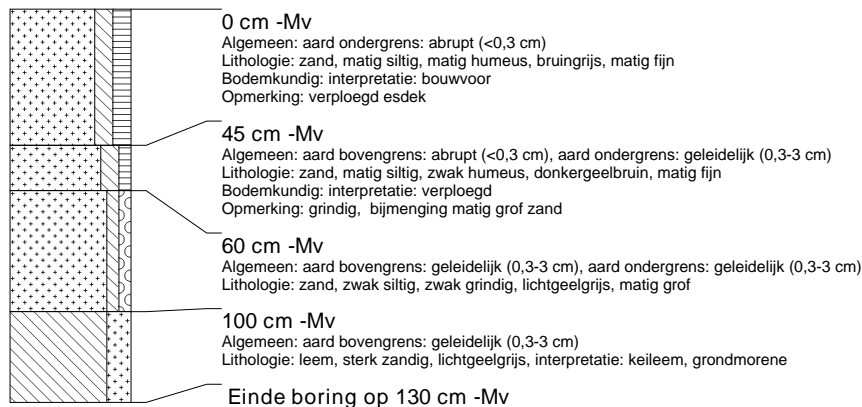 0 cm -Mv
Algemeen: aard ondergrens: abrupt (<0,3 cm)
Lithologie: zand, matig siltig, matig humeus, bruingrijs, matig fijn
Bodemkundig: interpretatie: bouwvoor
Opmerking: verploegd esdek
45 cm -Mv
Algemeen: aard bovengrens: abrupt (<0,3 cm), aard ondergrens: geleidelijk (0,3-3 cm)
Lithologie: zand, matig siltig, zwak humeus, donkergeelbruin, matig fijn
Bodemkundig: interpretatie: verploegd
Opmerking: grindig, bijmenging matig grof zand
60 cm -Mv
Algemeen: aard bovengrens: geleidelijk (0,3-3 cm), aard ondergrens: geleidelijk (0,3-3 cm)
Lithologie: zand, zwak siltig, zwak grindig, lichtgeelgrijs, matig grof
100 cm -Mv
Algemeen: aard bovengrens: geleidelijk (0,3-3 cm)
Lithologie: leem, sterk zandig, lichtgeelgrijs, interpretatie: keileem, grondmorene
Einde boring op 130 cm -Mv